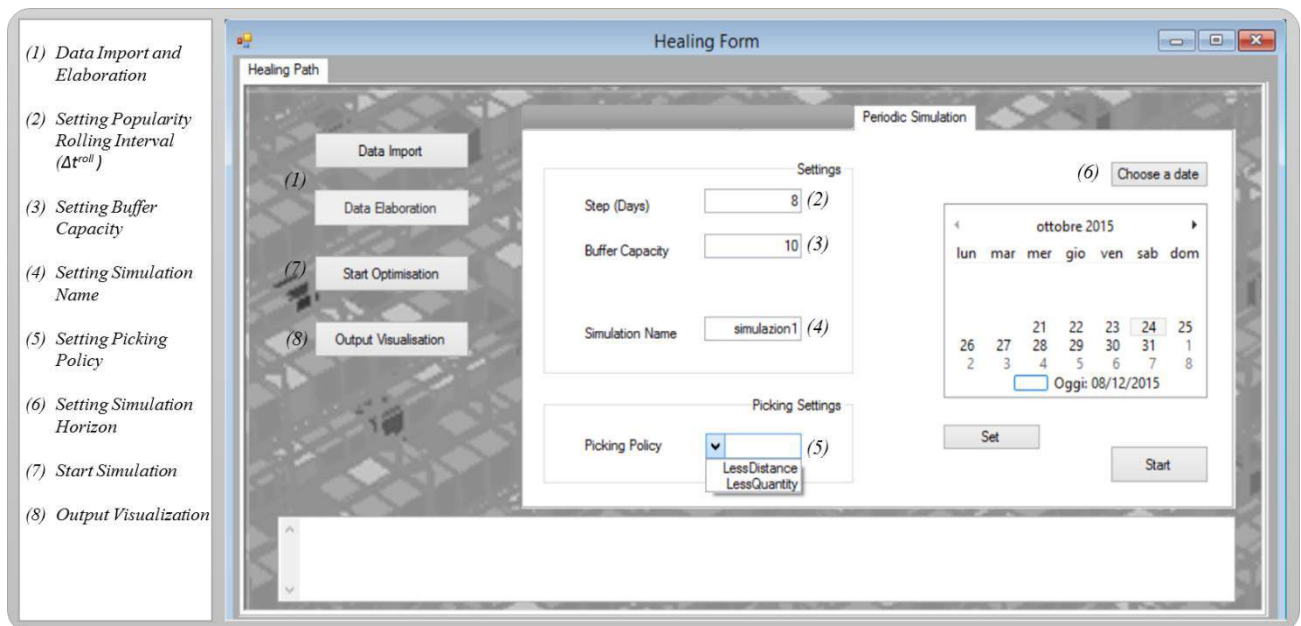 (1) Data Import and
Elaboration
(2) Setting Popularity
Rolling Interval
(Δt^roll)
(3) Setting Buffer
Capacity
(4) Setting Simulation
Name
(5) Setting Picking
Policy
(6) Setting Simulation
Horizon
(7) Start Simulation
(8) Output Visualization
Healing Form
Healing Path
Periodic Simulation
(1)
Data Import
Data Elaboration
(7) Start Optimisation
(8) Output Visualisation
Settings
Step (Days) 8 (2)
Buffer Capacity 10 (3)
Simulation Name simulazion1 (4)
Picking Settings
Picking Policy (5)
LessDistance
LessQuantity
(6) Choose a date
ottobre 2015
lun mar mer gio ven sab dom
21 22 23 24 25
26 27 28 29 30 31 1
2 3 4 5 6 7 8
Oggi: 08/12/2015
Set
Start